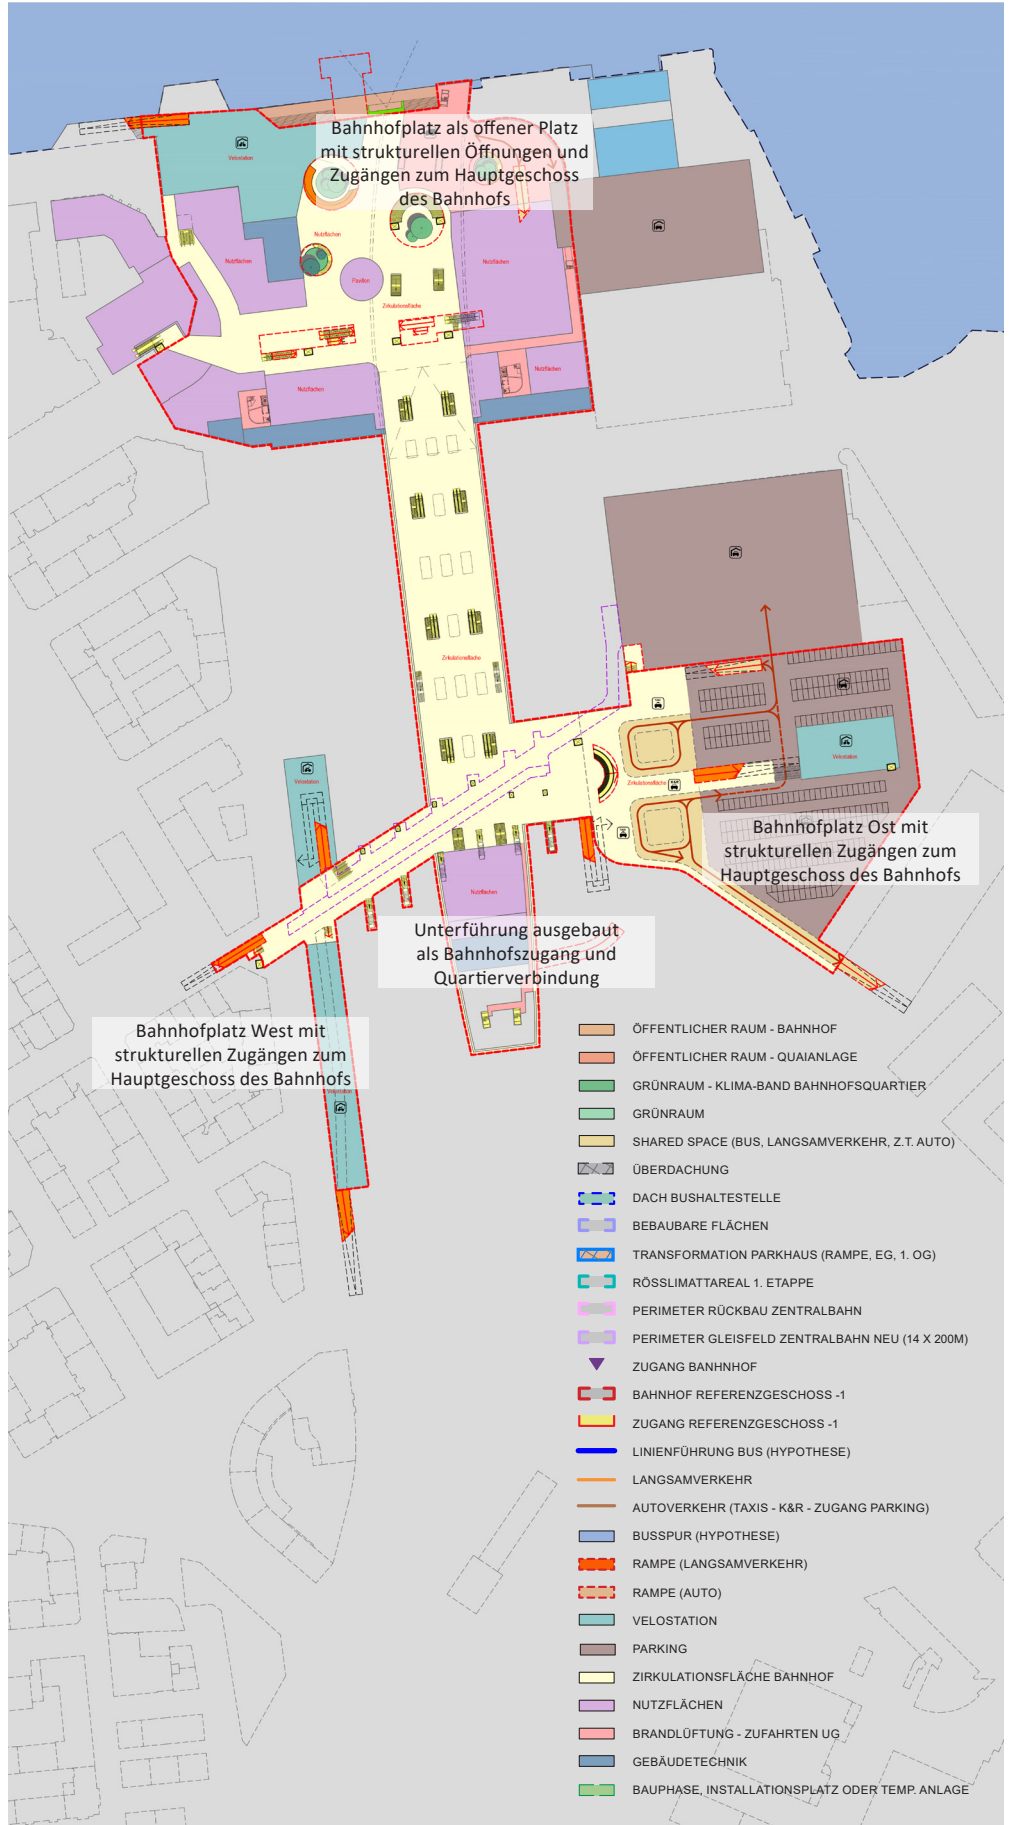 Bahnhofplatz als offener Platz
mit strukturellen Öffnungen und
Zugängen zum Hauptgeschoss
des Bahnhofs
Velostation
Nutzflächen
Nutzflächen
Nutzflächen
Pavillon
Zirkulationsfläche
Nutzflächen
Nutzflächen
Zirkulationsfläche
Velostation
Zirkulationsfläche
Velostation
Bahnhofplatz Ost mit
strukturellen Zugängen zum
Hauptgeschoss des Bahnhofs
Nutzflächen
Unterführung ausgebaut
als Bahnhofszugang und
Quartierverbindung
Bahnhofplatz West mit
strukturellen Zugängen zum
Hauptgeschoss des Bahnhofs
Velostation
ÖFFENTLICHER RAUM - BAHNHOF
ÖFFENTLICHER RAUM - QUAIANLAGE
GRÜNRAUM - KLIMA-BAND BAHNHOFSQUARTIER
GRÜNRAUM
SHARED SPACE (BUS, LANGSAMVERKEHR, Z.T. AUTO)
ÜBERDACHUNG
DACH BUSHALTESTELLE
BEBAUBARE FLÄCHEN
TRANSFORMATION PARKHAUS (RAMPE, EG, 1. OG)
RÖSSLIMATTAREAL 1. ETAPPE
PERIMETER RÜCKBAU ZENTRALBAHN
PERIMETER GLEISFELD ZENTRALBAHN NEU (14 X 200M)
ZUGANG BANHNHOF
BAHNHOF REFERENZGESCHOSS -1
ZUGANG REFERENZGESCHOSS -1
LINIENFÜHRUNG BUS (HYPOTHESE)
LANGSAMVERKEHR
AUTOVERKEHR (TAXIS - K&R - ZUGANG PARKING)
BUSSPUR (HYPOTHESE)
RAMPE (LANGSAMVERKEHR)
RAMPE (AUTO)
VELOSTATION
PARKING
ZIRKULATIONSFLÄCHE BAHNHOF
NUTZFLÄCHEN
BRANDLÜFTUNG - ZUFAHRTEN UG
GEBÄUDETECHNIK
BAUPHASE, INSTALLATIONSPLATZ ODER TEMP. ANLAGE